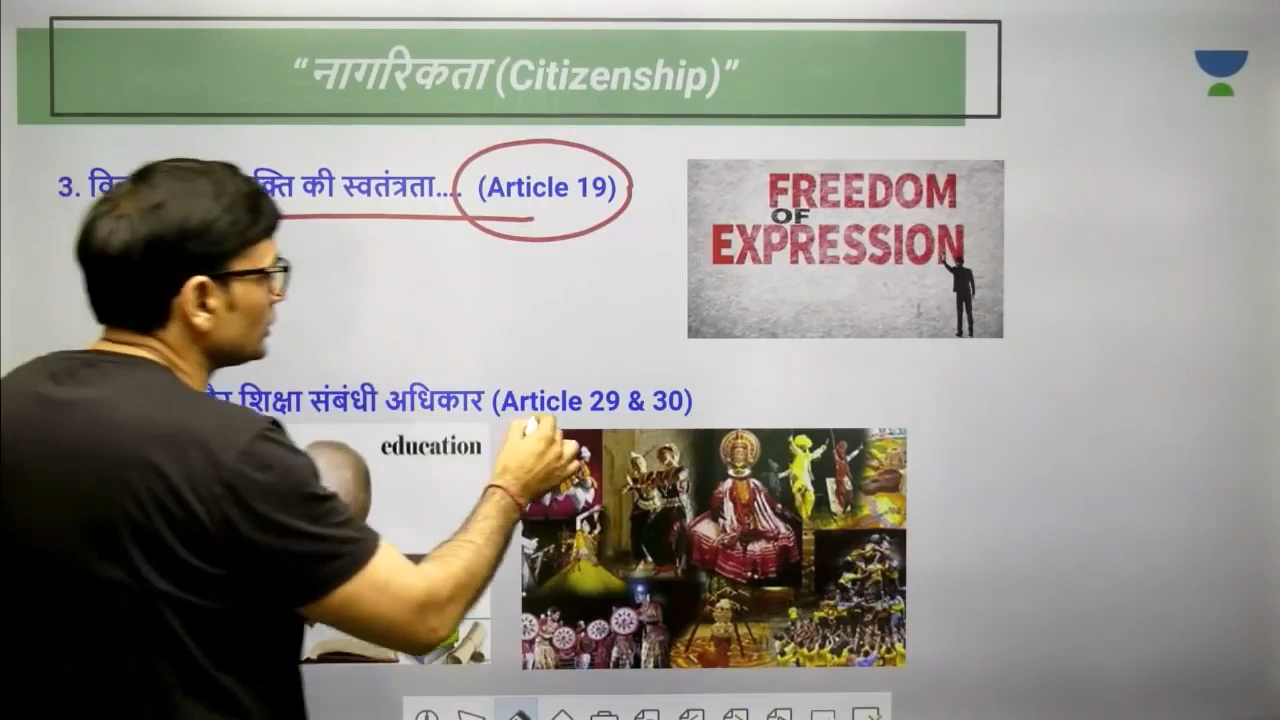 “नागरिकता (Citizenship)”
3. की स्वतंत्रता.... (Article 19)
FREEDOM
OF
EXPRESSION
शिक्षा संबंधी अधिकार (Article 29 & 30)
education